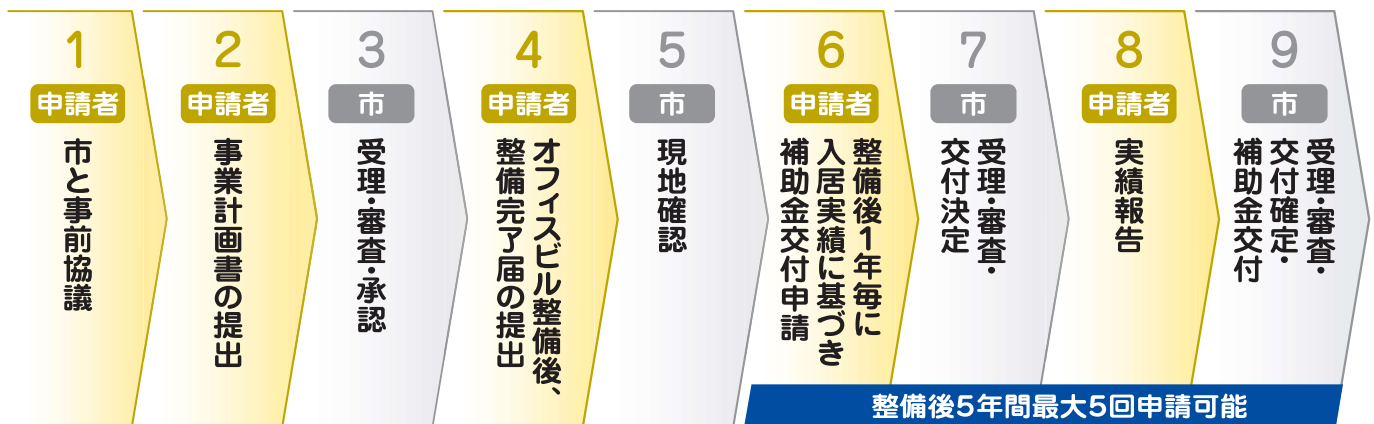 1
申請者
市と事前協議
2
申請者
事業計画書の提出
3
市
受理・審査・承認
4
申請者
オフィスビル整備後、
整備完了届の提出
5
市
現地確認
6
申請者
整備後1年毎に
入居実績に基づき
補助金交付申請
7
市
受理・審査・
交付決定
8
申請者
実績報告
9
市
受理・審査・
交付確定・
補助金交付
整備後5年間最大5回申請可能